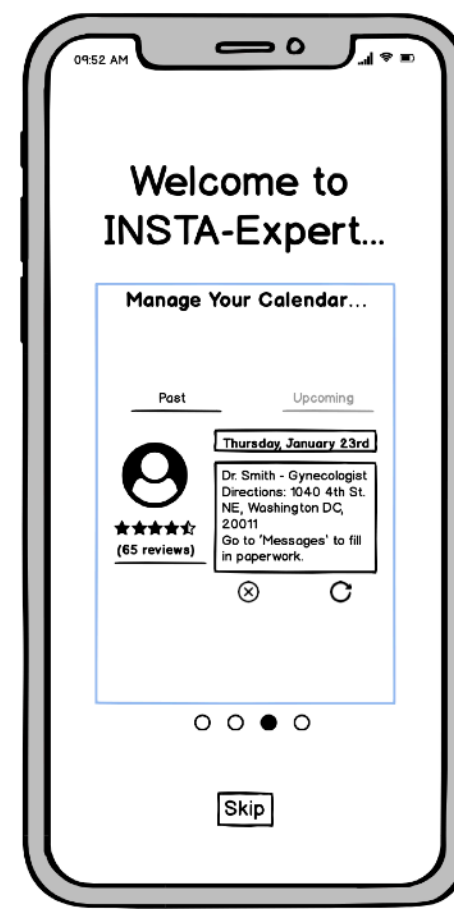 09:52 AM
Welcome to
INSTA-Expert...
Manage Your Calendar...
Past
Upcoming
Thursday, January 23rd
Dr. Smith - Gynecologist
Directions: 1040 4th St.
NE, Washington DC,
20011
Go to 'Messages' to fill
in paperwork.
(65 reviews)
Skip